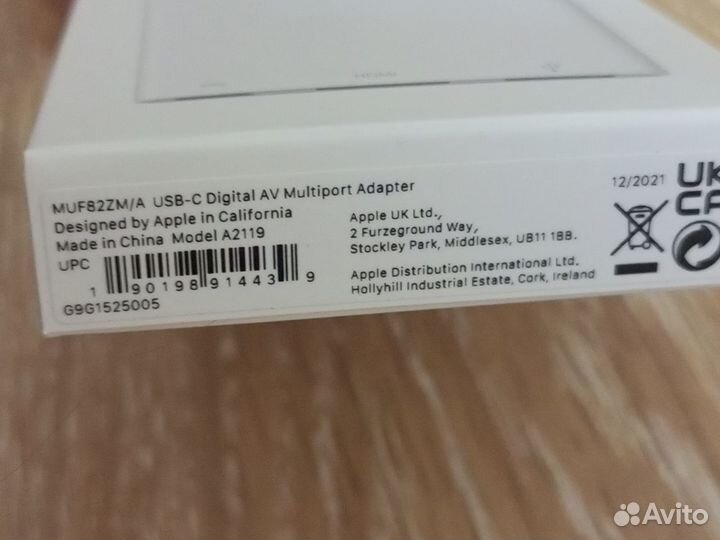 HDMI
MUF82ZM/A USB-C Digital AV Multiport Adapter
Designed by Apple in California
Made in China Model A2119
UPC
1 90198 91443 9
G9G1525005
Apple UK Ltd.,
2 Furzeground Way,
Stockley Park, Middlesex, UB11 1BB.
Apple Distribution International Ltd.
Hollyhill Industrial Estate, Cork, Ireland
12/2021
UK
CA
Avito